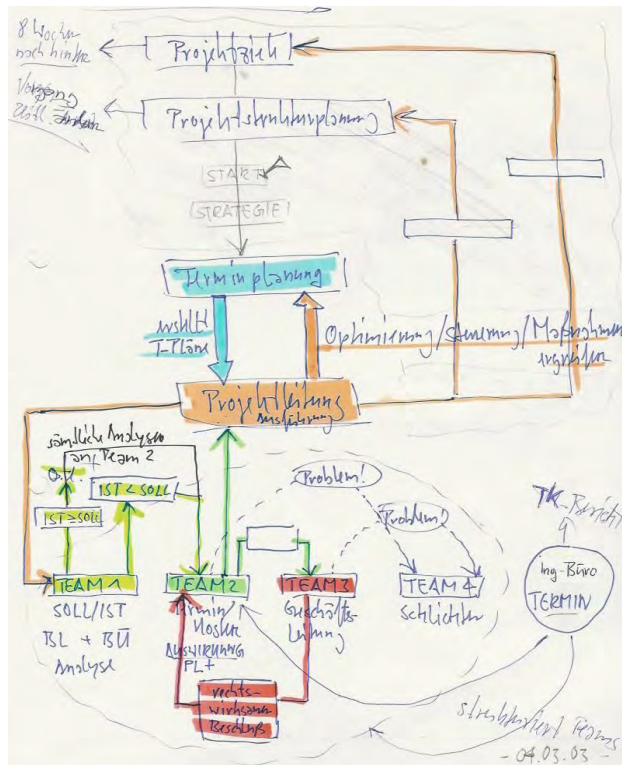 8 Wochen
nach hinten
Projektziel
Projektstrukturplanung
START
STRATEGIE
Terminplanung
erstellt
T-Pläne
Optimierung/Steuerung/Maßnahmen
ergreifen
Projektleitung
Ausführung
sämtliche Analysen
an Team 2
O.K.
IST<SOLL
IST≥SOLL
Problem!
Problem?
TK-Bericht
Ing-Büro
TERMIN
TEAM 1
TEAM 2
TEAM 3
TEAM 4
SOLL/IST
BL + BÜ
Analyse
Termin/
Kosten
AUSWIRKUNG
PL+
Geschäfts-
leitung
Schlichter
rechts-
wirksamer
Beschluß
strukturiert Teams
- 04.03.03 -